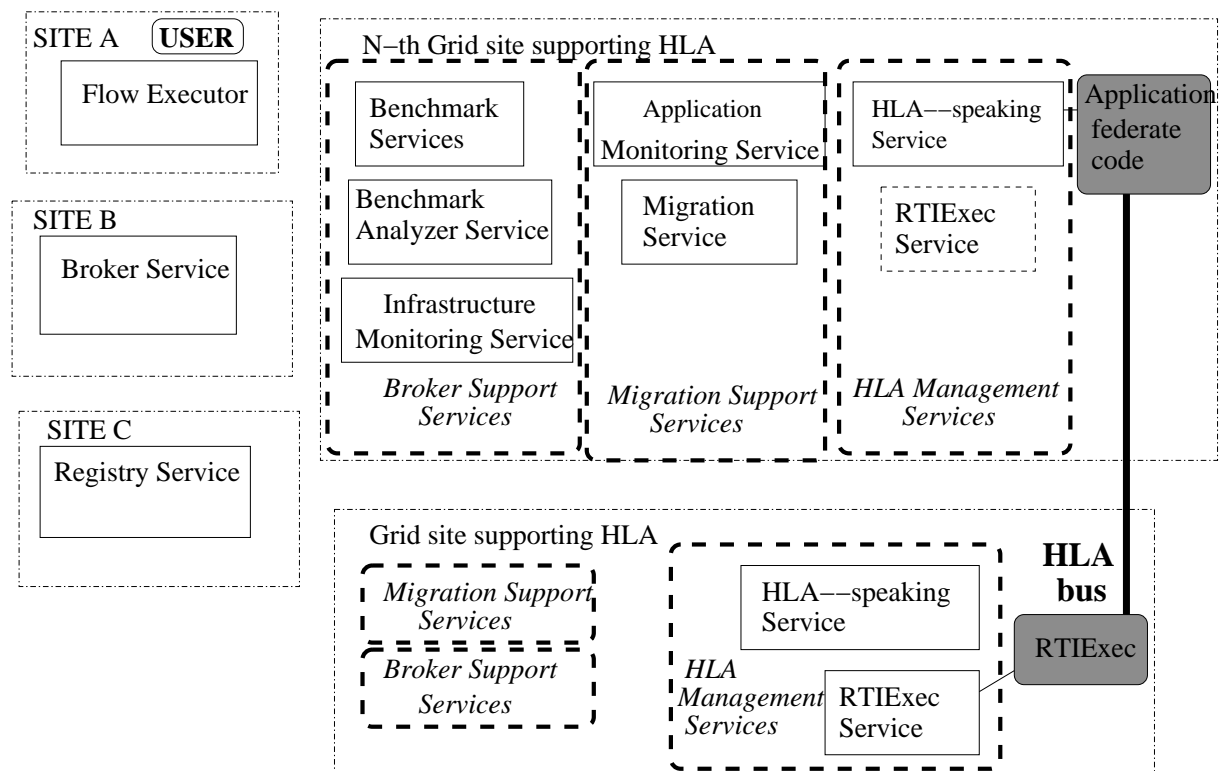 SITE A
USER
Flow Executor
SITE B
Broker Service
SITE C
Registry Service
N−th Grid site supporting HLA
Benchmark
Services
Benchmark
Analyzer Service
Infrastructure
Monitoring Service
Broker Support
Services
Application
Monitoring Service
Migration
Service
Migration Support
Services
HLA−−speaking
Service
RTIExec
Service
HLA Management
Services
Application
federate
code
HLA
bus
Grid site supporting HLA
Migration Support
Services
Broker Support
Services
HLA−−speaking
Service
HLA
Management
Services
RTIExec
Service
RTIExec